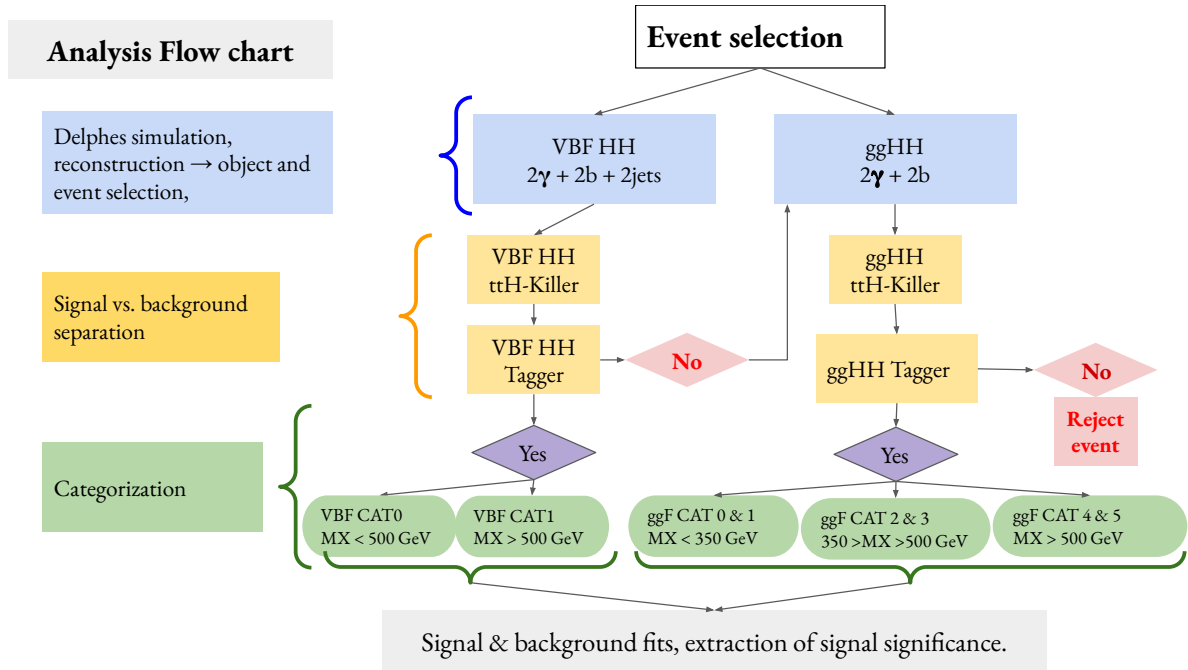 Analysis Flow chart
Event selection
Delphes simulation,
reconstruction → object and
event selection,
VBF HH
2γ + 2b + 2jets
ggHH
2γ + 2b
Signal vs. background
separation
VBF HH
ttH-Killer
ggHH
ttH-Killer
VBF HH
Tagger
No
ggHH Tagger
No
Reject
event
Categorization
Yes
Yes
VBF CAT0
MX < 500 GeV
VBF CAT1
MX > 500 GeV
ggF CAT 0 & 1
MX < 350 GeV
ggF CAT 2 & 3
350 >MX >500 GeV
ggF CAT 4 & 5
MX > 500 GeV
Signal & background fits, extraction of signal significance.